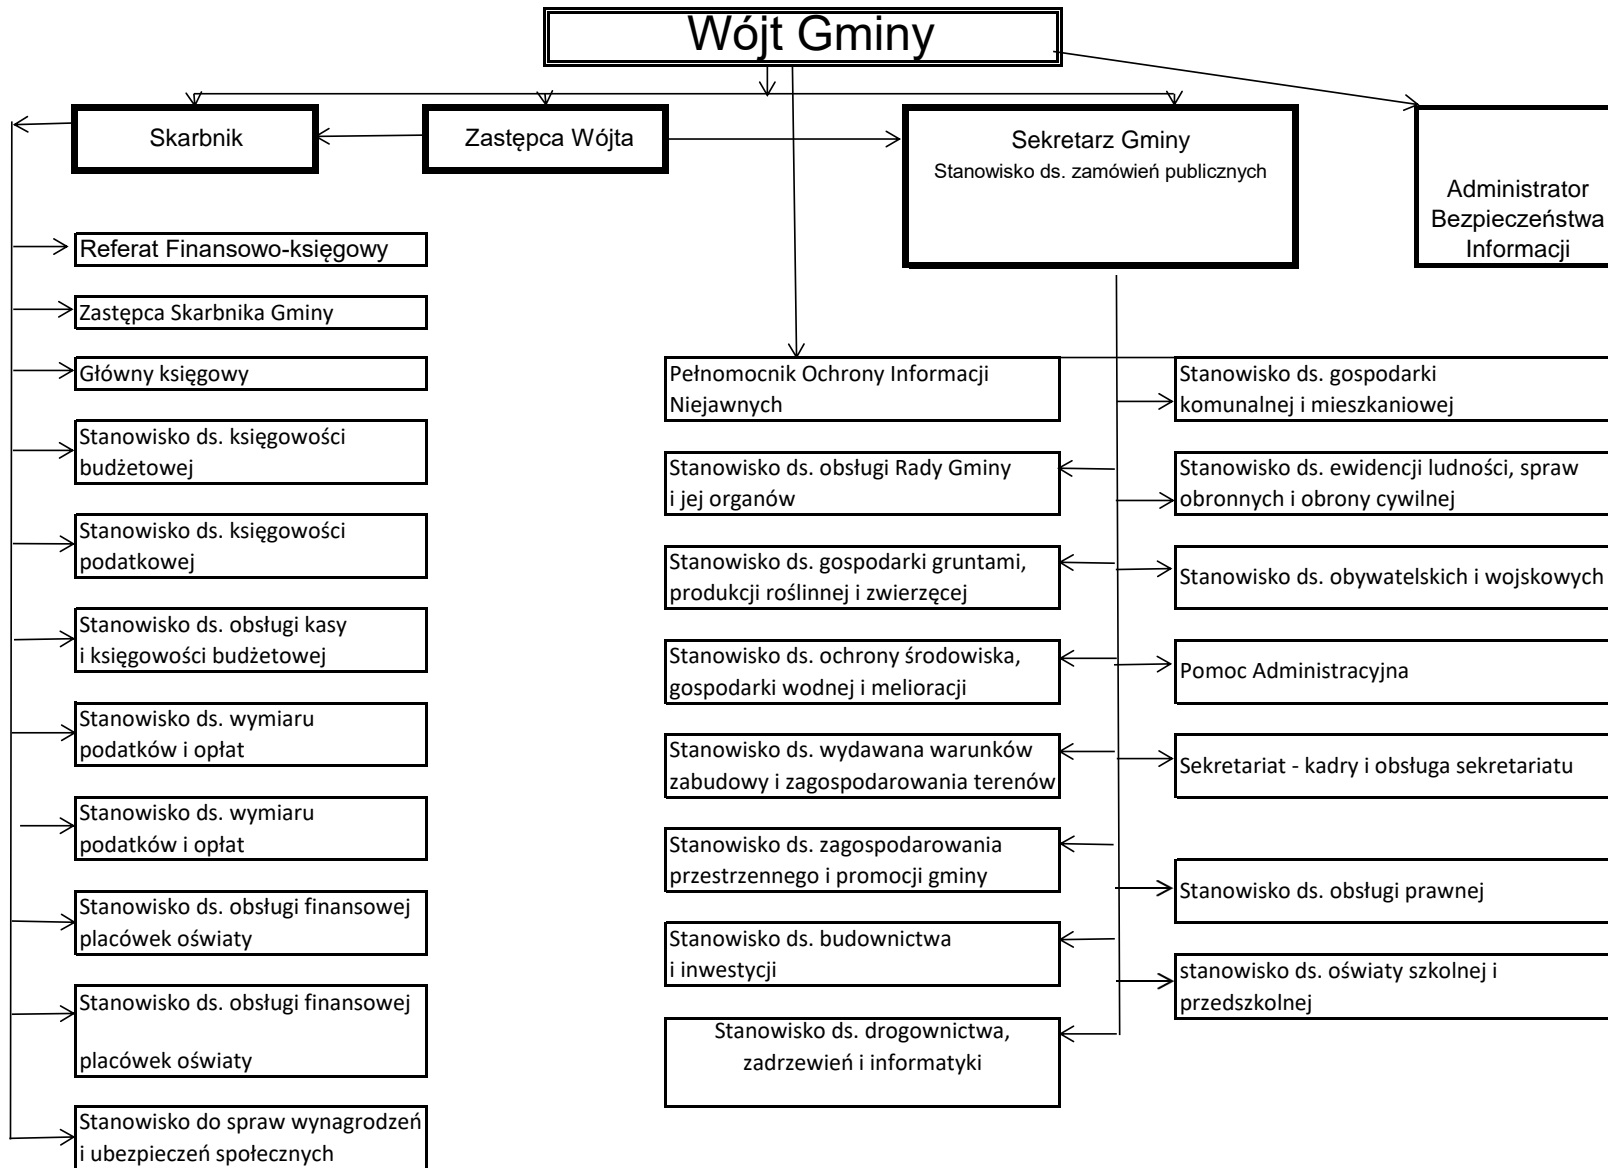 Wójt Gminy
Skarbnik
Zastępca Wójta
Sekretarz Gminy
Stanowisko ds. zamówień publicznych
Administrator
Bezpieczeństwa
Informacji
Referat Finansowo-księgowy
Zastępca Skarbnika Gminy
Główny księgowy
Stanowisko ds. księgowości
budżetowej
Stanowisko ds. księgowości
podatkowej
Stanowisko ds. obsługi kasy
i księgowości budżetowej
Stanowisko ds. wymiaru
podatków i opłat
Stanowisko ds. wymiaru
podatków i opłat
Stanowisko ds. obsługi finansowej
placówek oświaty
Stanowisko ds. obsługi finansowej
placówek oświaty
Stanowisko do spraw wynagrodzeń
i ubezpieczeń społecznych
Pełnomocnik Ochrony Informacji
Niejawnych
Stanowisko ds. obsługi Rady Gminy
i jej organów
Stanowisko ds. gospodarki gruntami,
produkcji roślinnej i zwierzęcej
Stanowisko ds. ochrony środowiska,
gospodarki wodnej i melioracji
Stanowisko ds. wydawana warunków
zabudowy i zagospodarowania terenów
Stanowisko ds. zagospodarowania
przestrzennego i promocji gminy
Stanowisko ds. budownictwa
i inwestycji
Stanowisko ds. drogownictwa,
zadrzewień i informatyki
Stanowisko ds. gospodarki
komunalnej i mieszkaniowej
Stanowisko ds. ewidencji ludności, spraw
obronnych i obrony cywilnej
Stanowisko ds. obywatelskich i wojskowych
Pomoc Administracyjna
Sekretariat - kadry i obsługa sekretariatu
Stanowisko ds. obsługi prawnej
stanowisko ds. oświaty szkolnej i
przedszkolnej